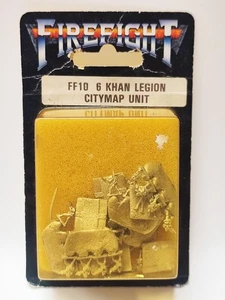 FIREFIGHT
FF10 6 KHAN LEGION
CITYMAP UNIT